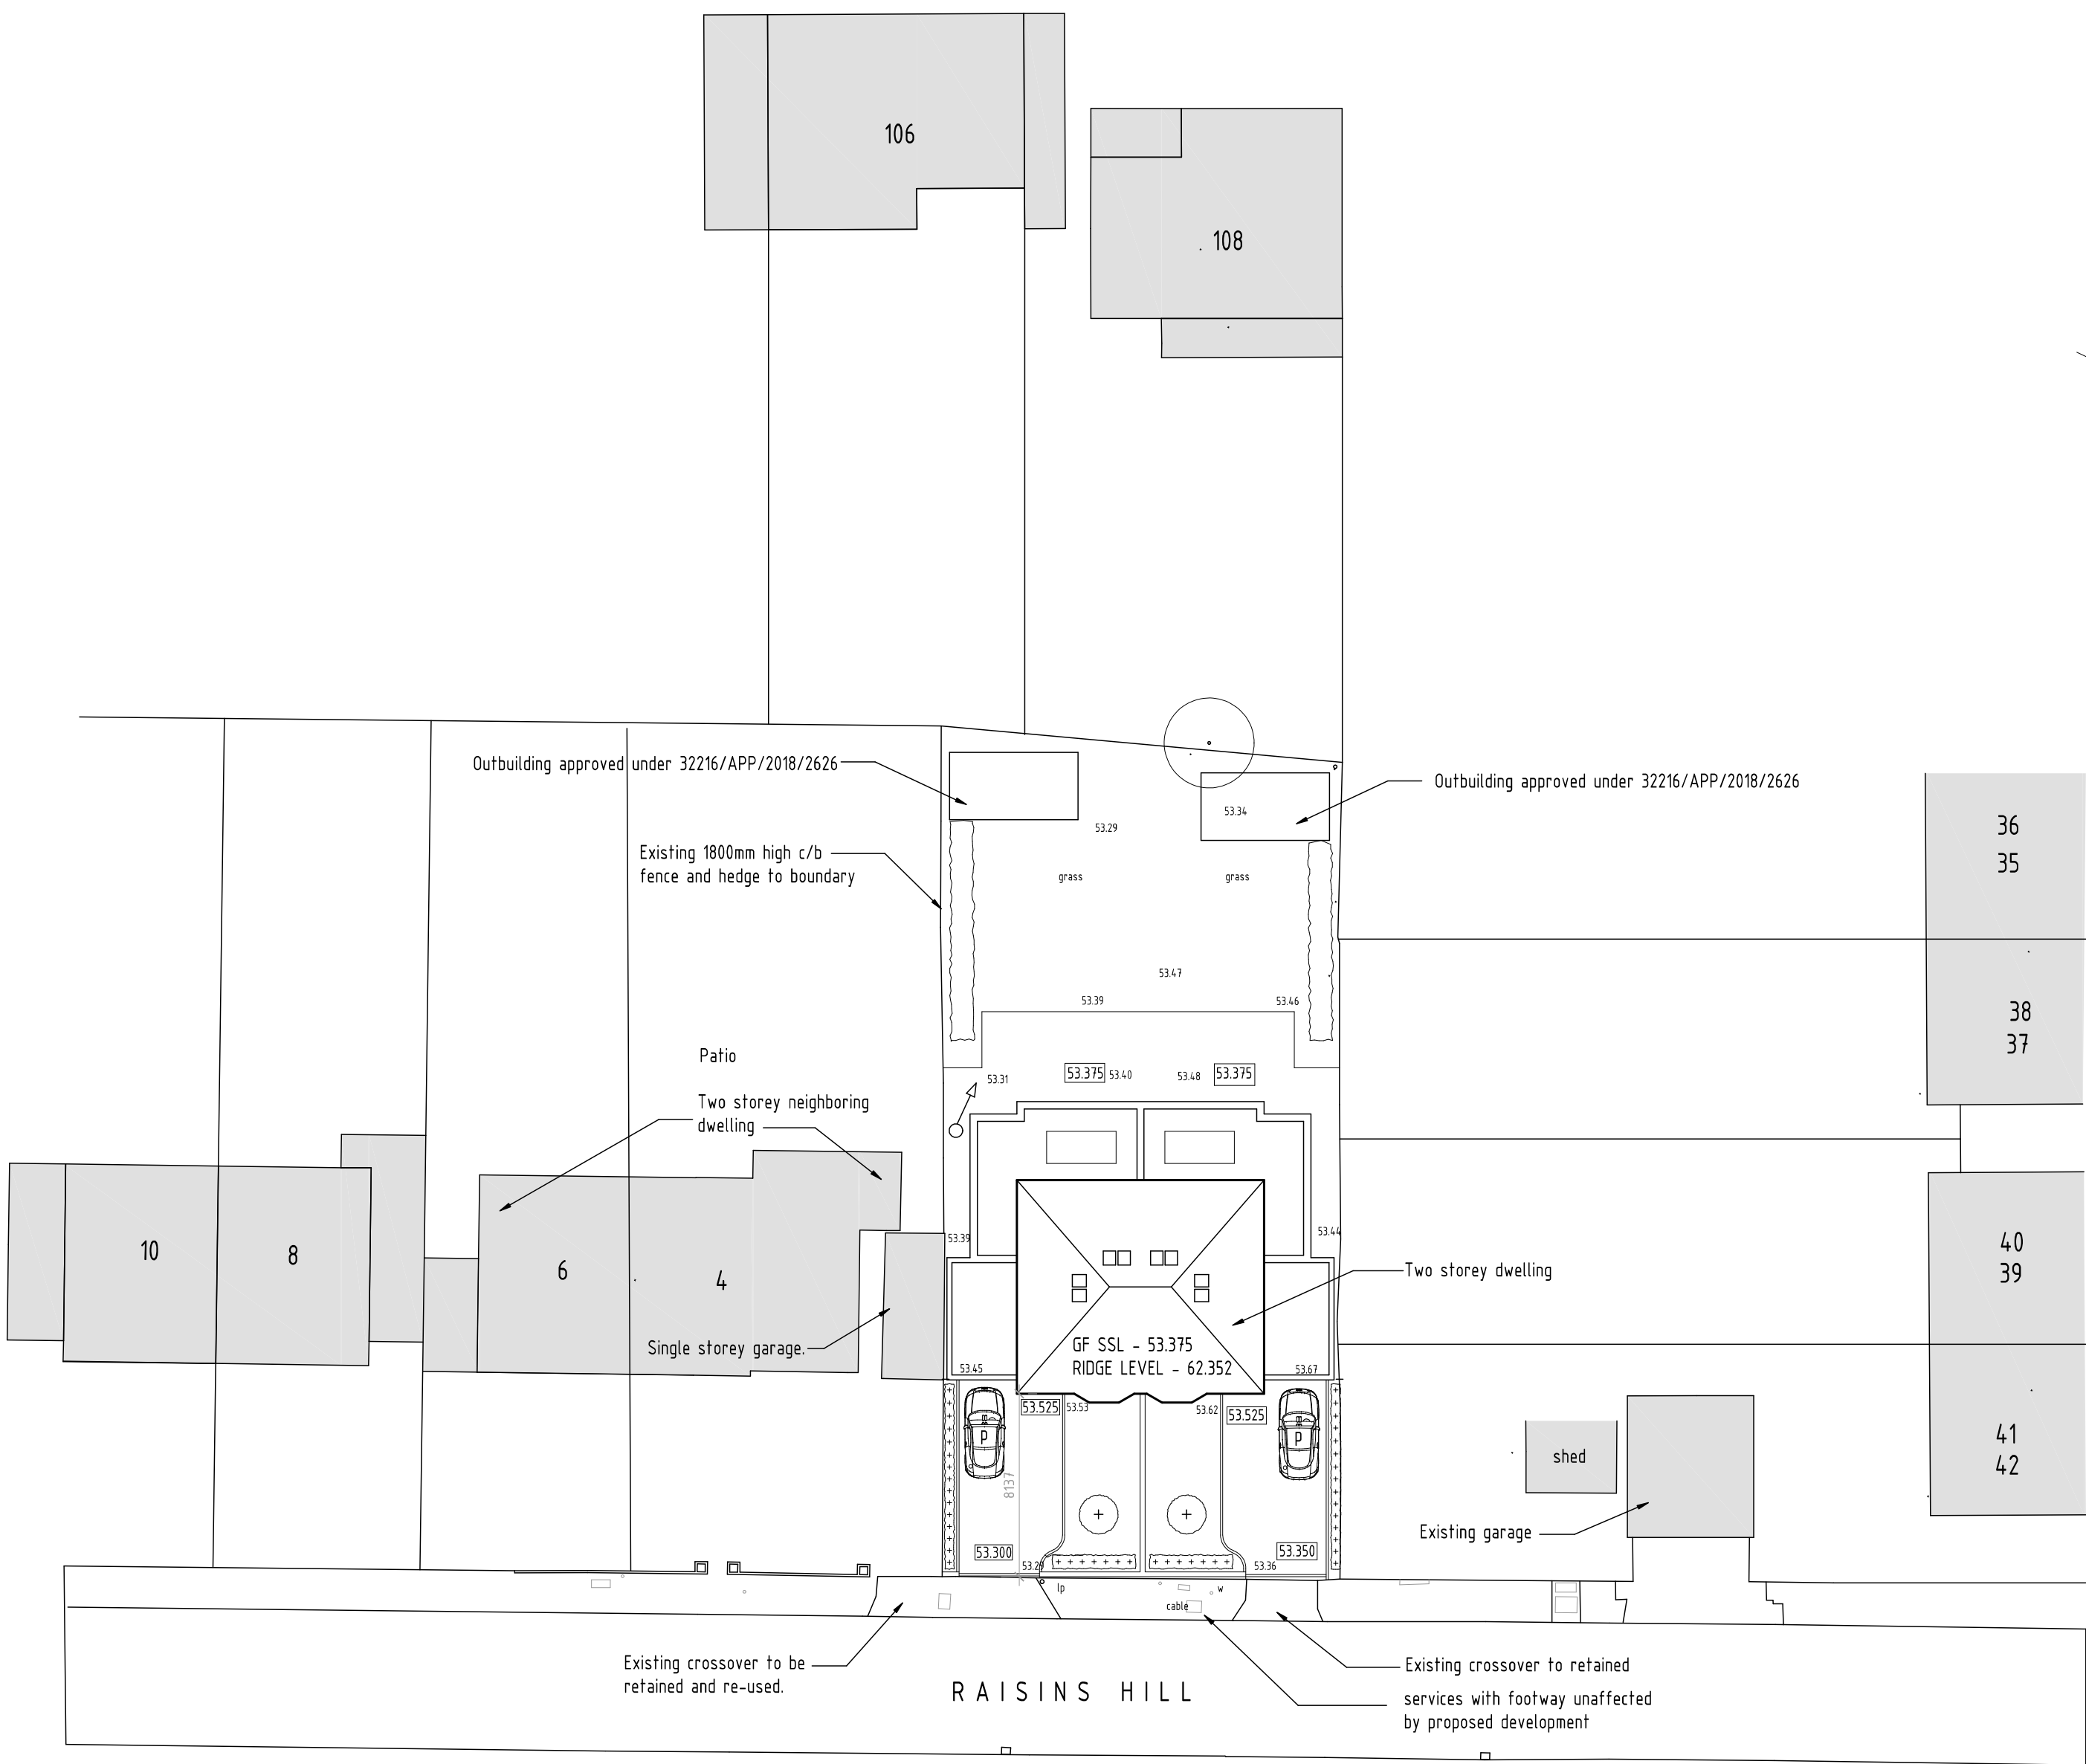 106
108
Outbuilding approved under 32216/APP/2018/2626
Outbuilding approved under 32216/APP/2018/2626
53.34
53.29
36
35
Existing 1800mm high c/b
fence and hedge to boundary
grass
grass
53.47
53.39
53.46
38
37
Patio
53.31
53.375
53.40
53.48
53.375
Two storey neighboring
dwelling
53.39
53.44
10
8
6
4
40
39
Two storey dwelling
Single storey garage.
GF SSL - 53.375
RIDGE LEVEL - 62.352
53.45
53.67
53.525
53.53
53.62
53.525
P
P
8137
shed
41
42
Existing garage
53.300
53.29
53.36
53.350
lp
w
cable
Existing crossover to be
retained and re-used.
RAISINS HILL
Existing crossover to retained
services with footway unaffected
by proposed development